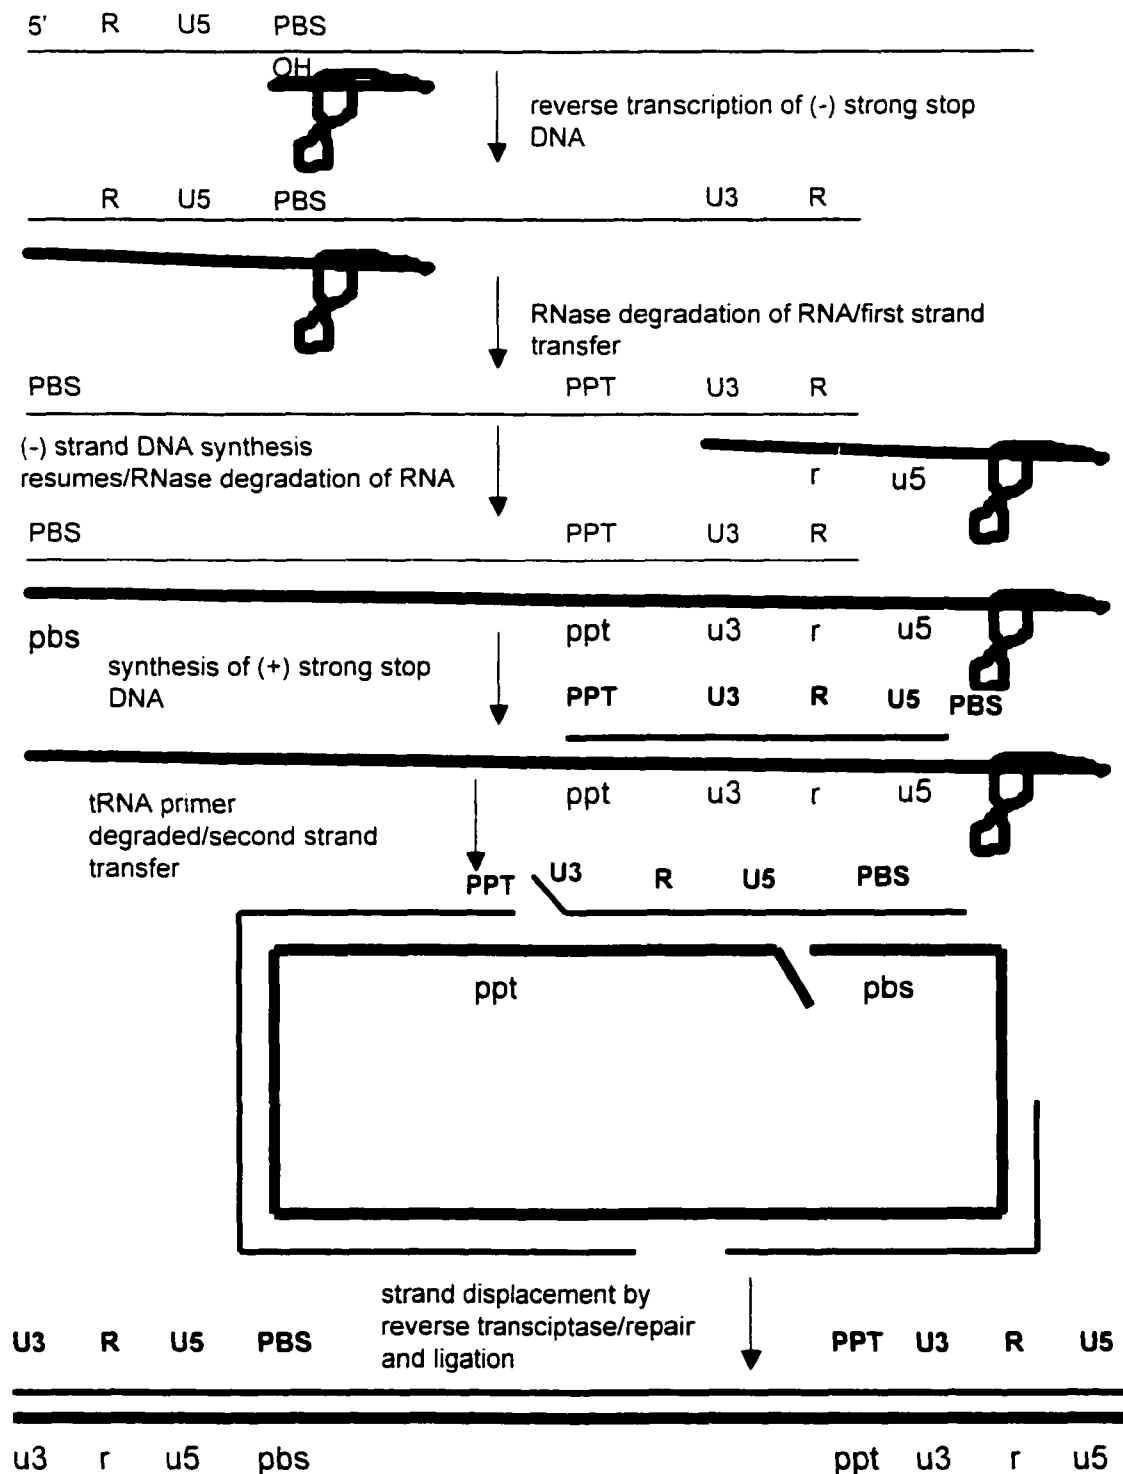 5' R U5 PBS
OH
reverse transcription of (-) strong stop
DNA
R U5 PBS U3 R
RNase degradation of RNA/first strand
transfer
PBS PPT U3 R
(-) strand DNA synthesis
resumes/RNase degradation of RNA
r u5
PBS PPT U3 R
pbs ppt u3 r u5
synthesis of (+) strong stop
DNA
PPT U3 R U5 PBS
ppt u3 r u5
tRNA primer
degraded/second strand
transfer
PPT U3 R U5 PBS
ppt pbs
strand displacement by
reverse transciptase/repair
and ligation
U3 R U5 PBS PPT U3 R U5
u3 r u5 pbs ppt u3 r u5